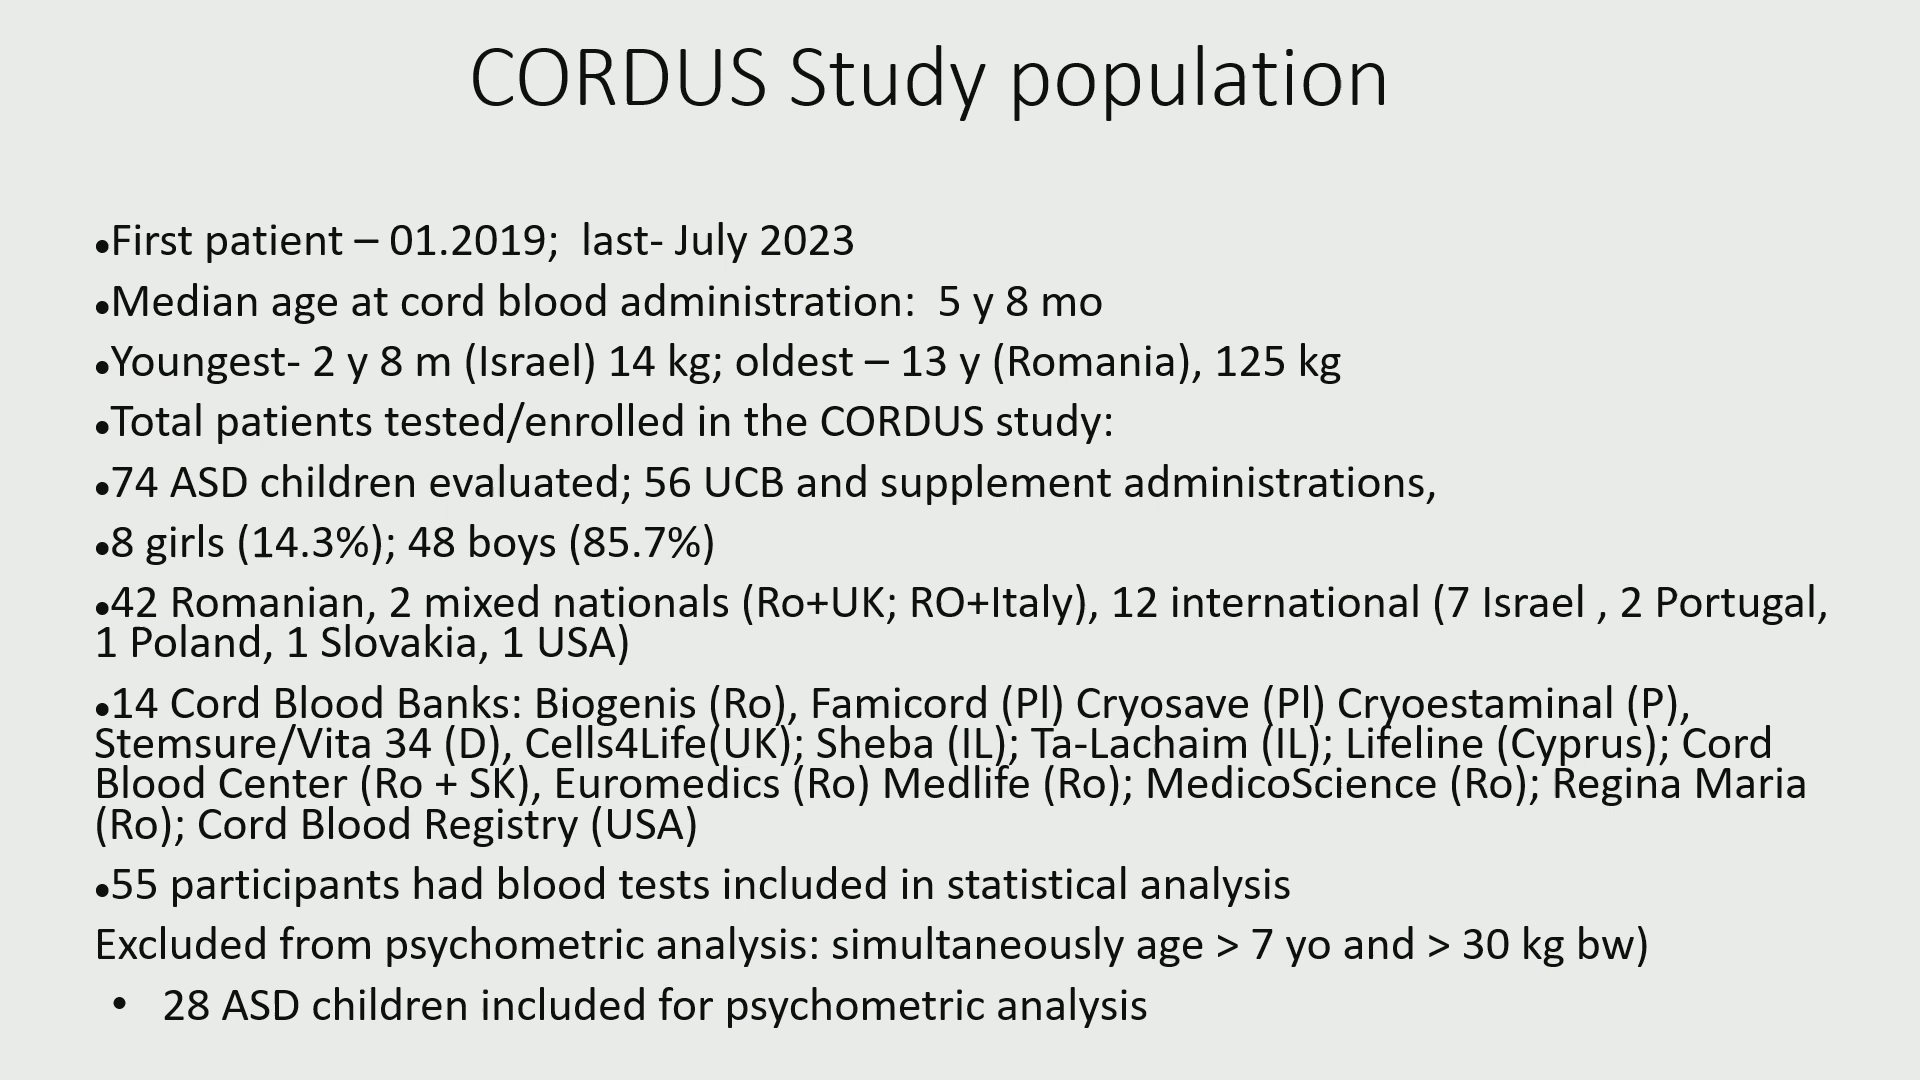 CORDUS Study population
•First patient – 01.2019;  last- July 2023
•Median age at cord blood administration:  5 y 8 mo
•Youngest- 2 y 8 m (Israel) 14 kg; oldest – 13 y (Romania), 125 kg
•Total patients tested/enrolled in the CORDUS study:
•74 ASD children evaluated; 56 UCB and supplement administrations,
•8 girls (14.3%); 48 boys (85.7%)
•42 Romanian, 2 mixed nationals (Ro+UK; RO+Italy), 12 international (7 Israel , 2 Portugal,
1 Poland, 1 Slovakia, 1 USA)
•14 Cord Blood Banks: Biogenis (Ro), Famicord (Pl) Cryosave (Pl) Cryoestaminal (P),
Stemsure/Vita 34 (D), Cells4Life(UK); Sheba (IL); Ta-Lachaim (IL); Lifeline (Cyprus); Cord
Blood Center (Ro + SK), Euromedics (Ro) Medlife (Ro); MedicoScience (Ro); Regina Maria
(Ro); Cord Blood Registry (USA)
•55 participants had blood tests included in statistical analysis
Excluded from psychometric analysis: simultaneously age > 7 yo and > 30 kg bw)
• 28 ASD children included for psychometric analysis